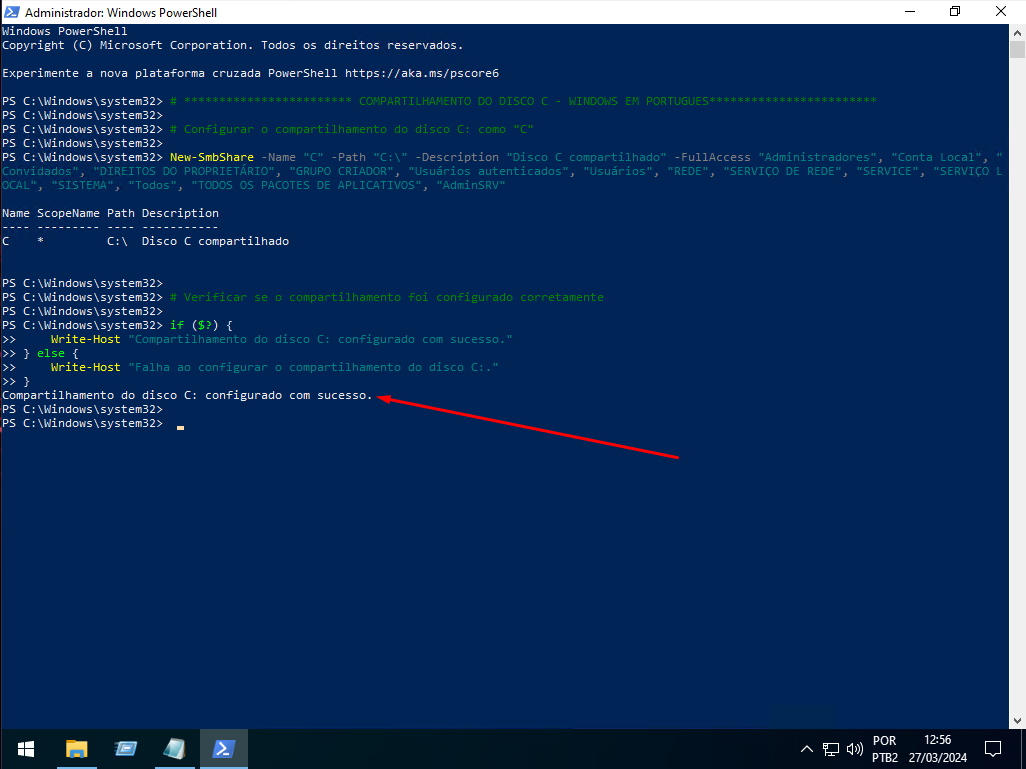 Administrador: Windows PowerShell
Windows PowerShell
Copyright (C) Microsoft Corporation. Todos os direitos reservados.
Experimente a nova plataforma cruzada PowerShell https://aka.ms/pscore6
PS C:\Windows\system32> # ************************ COMPARTILHAMENTO DO DISCO C - WINDOWS EM PORTUGUES************************
PS C:\Windows\system32>
PS C:\Windows\system32> # Configurar o compartilhamento do disco C: como "C"
PS C:\Windows\system32>
PS C:\Windows\system32> New-SmbShare -Name "C" -Path "C:\" -Description "Disco C compartilhado" -FullAccess "Administradores", "Conta Local", "
Convidados", "DIREITOS DO PROPRIETÁRIO", "GRUPO CRIADOR", "Usuários autenticados", "Usuários", "REDE", "SERVIÇO DE REDE", "SERVICE", "SERVIÇO L
OCAL", "SISTEMA", "Todos", "TODOS OS PACOTES DE APLICATIVOS", "AdminSRV"
Name ScopeName Path Description
---- --------- ---- -----------
C    *         C:\  Disco C compartilhado
PS C:\Windows\system32>
PS C:\Windows\system32> # Verificar se o compartilhamento foi configurado corretamente
PS C:\Windows\system32>
PS C:\Windows\system32> if ($?) {
>>     Write-Host "Compartilhamento do disco C: configurado com sucesso."
>> } else {
>>     Write-Host "Falha ao configurar o compartilhamento do disco C:."
>> }
Compartilhamento do disco C: configurado com sucesso.
PS C:\Windows\system32>
PS C:\Windows\system32>
POR
PTB2
12:56
27/03/2024